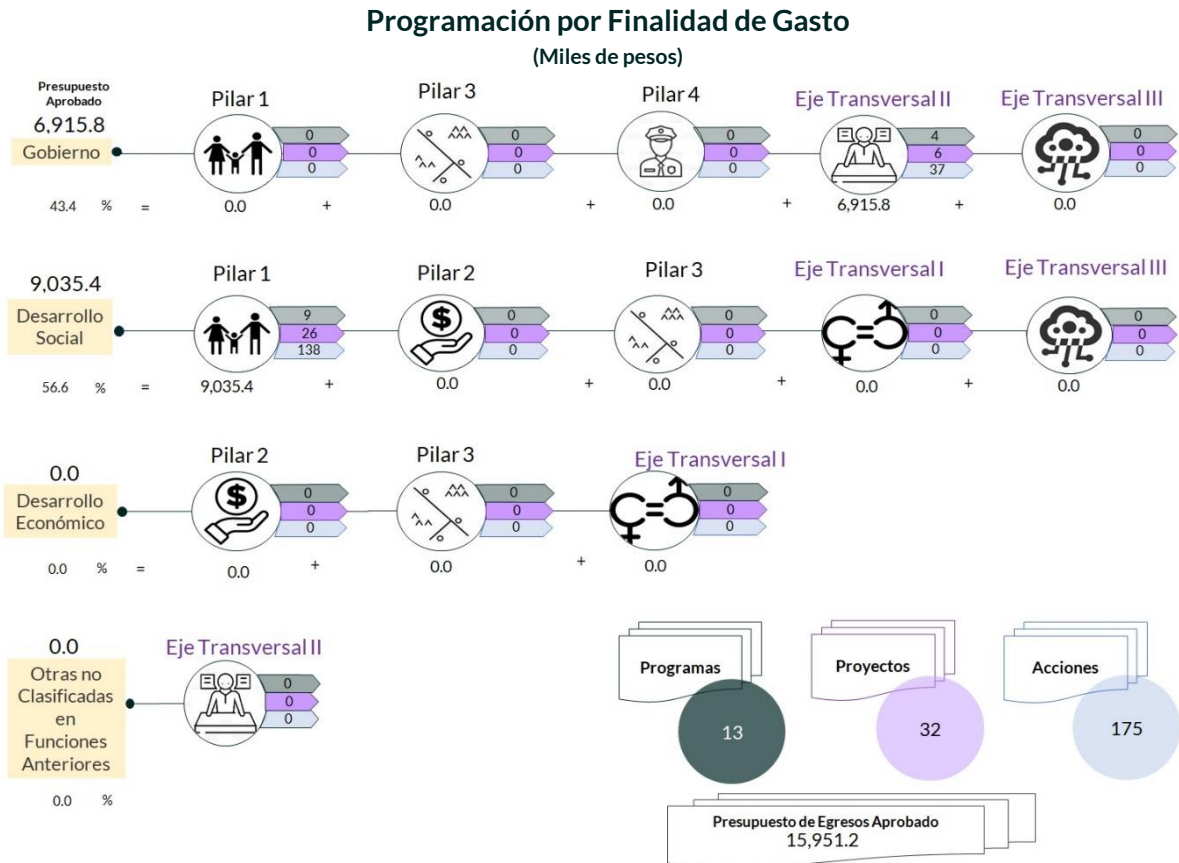 Programación por Finalidad de Gasto
(Miles de pesos)
Presupuesto
Aprobado
6,915.8
Gobierno
43.4 % =
Pilar 1
0
0
0
0.0
+
Pilar 3
0
0
0
0.0
+
Pilar 4
0
0
0
0.0
+
Eje Transversal II
4
6
37
6,915.8
+
Eje Transversal III
0
0
0
0.0
9,035.4
Desarrollo
Social
56.6 % =
Pilar 1
9
26
138
9,035.4
+
Pilar 2
$
0
0
0
0.0
+
Pilar 3
0
0
0
0.0
+
Eje Transversal I
0
0
0
0.0
+
Eje Transversal III
0
0
0
0.0
0.0
Desarrollo
Económico
0.0 % =
Pilar 2
$
0
0
0
0.0
+
Pilar 3
0
0
0
0.0
+
Eje Transversal I
0
0
0
0.0
0.0
Otras no
Clasificadas
en
Funciones
Anteriores
0.0 %
Eje Transversal II
0
0
0
Programas
13
Proyectos
32
Acciones
175
Presupuesto de Egresos Aprobado
15,951.2